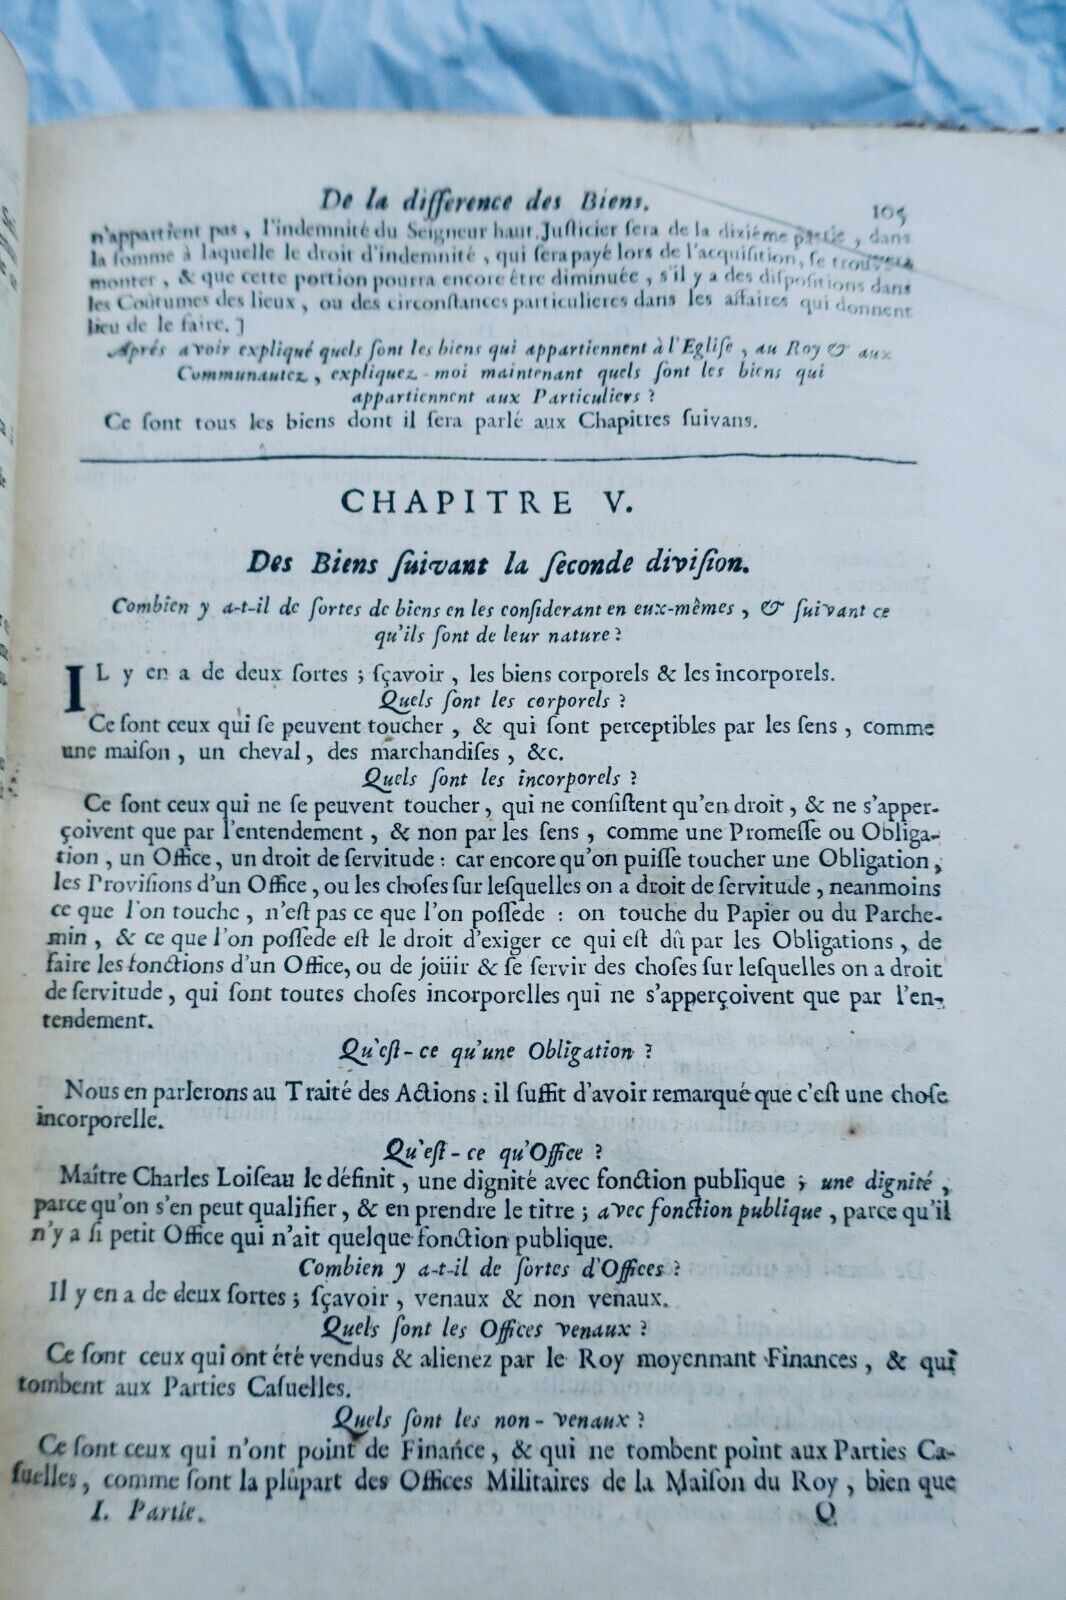 De la difference des Biens. 105
n'appartient pas, l'indemnité du Seigneur haut Justicier ſera de la dixiéme partie, dans
la ſomme à laquelle le droit d'indemnité, qui ſera payé lors de l'acquiſition, ſe trouvera
monter, & que cette portion pourra encore être diminuée, s'il y a des diſpoſitions dans
les Coûtumes des lieux, ou des circonſtances particulieres dans les affaires qui donnent
lieu de le faire. ]
Aprés avoir expliqué quels ſont les biens qui appartiennent à l'Egliſe, au Roy & aux
Communautez, expliquez-moi maintenant quels ſont les biens qui
appartiennent aux Particuliers ?
Ce ſont tous les biens dont il ſera parlé aux Chapitres ſuivans.
CHAPITRE V.
Des Biens ſuivant la ſeconde diviſion.
Combien y a-t-il de ſortes de biens en les conſiderant en eux-mêmes, & ſuivant ce
qu'ils ſont de leur nature ?
IL y en a de deux ſortes ; ſçavoir, les biens corporels & les incorporels.
Quels ſont les corporels ?
Ce ſont ceux qui ſe peuvent toucher, & qui ſont perceptibles par les ſens, comme
une maiſon, un cheval, des marchandiſes, &c.
Quels ſont les incorporels ?
Ce ſont ceux qui ne ſe peuvent toucher, qui ne conſiſtent qu'en droit, & ne s'apper-
çoivent que par l'entendement, & non par les ſens, comme une Promeſſe ou Obliga-
tion, un Office, un droit de ſervitude : car encore qu'on puiſſe toucher une Obligation,
les Proviſions d'un Office, ou les choſes ſur leſquelles on a droit de ſervitude, neanmoins
ce que l'on touche, n'eſt pas ce que l'on poſſede : on touche du Papier ou du Parche-
min, & ce que l'on poſſede eſt le droit d'exiger ce qui eſt dû par les Obligations, de
faire les fonctions d'un Office, ou de joüir & ſe ſervir des choſes ſur leſquelles on a droit
de ſervitude, qui ſont toutes choſes incorporelles qui ne s'apperçoivent que par l'en-
tendement.
Qu'eſt-ce qu'une Obligation ?
Nous en parlerons au Traité des Actions : il ſuffit d'avoir remarqué que c'eſt une choſe
incorporelle.
Qu'eſt-ce qu'Office ?
Maître Charles Loiſeau le définit, une dignité avec fonction publique ; une dignité,
parce qu'on s'en peut qualifier, & en prendre le titre ; avec fonction publique, parce qu'il
n'y a ſi petit Office qui n'ait quelque fonction publique.
Combien y a-t-il de ſortes d'Offices ?
Il y en a de deux ſortes ; ſçavoir, venaux & non venaux.
Quels ſont les Offices venaux ?
Ce ſont ceux qui ont été vendus & alienez par le Roy moyennant Finances, & qui
tombent aux Parties Caſuelles.
Quels ſont les non-venaux ?
Ce ſont ceux qui n'ont point de Finance, & qui ne tombent point aux Parties Ca-
ſuelles, comme ſont la plûpart des Offices Militaires de la Maiſon du Roy, bien que
I. Partie. Q